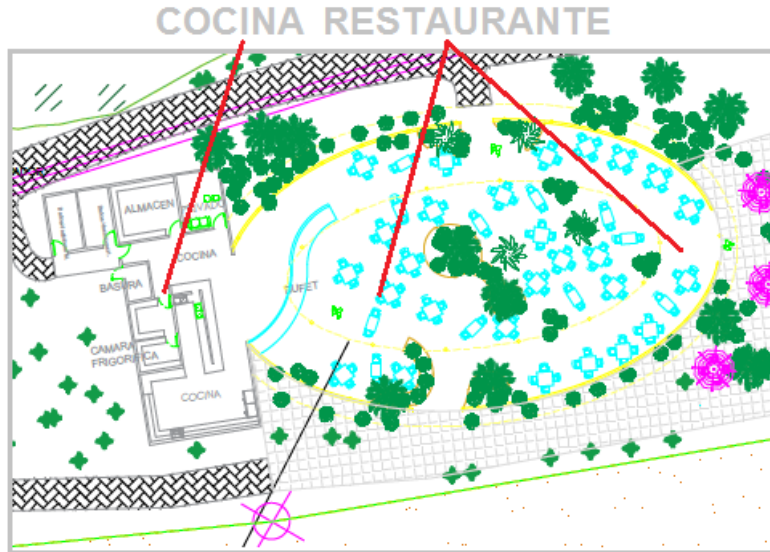 COCINA RESTAURANTE
ALMACEN
COCINA
BASURA
BUFET
CAMARA
FRIGORIFICA
COCINA